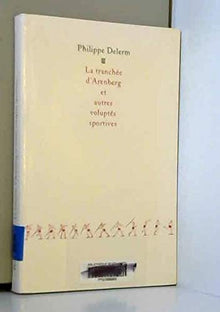 Philippe Delerm
La tranchée
d'Arenberg
et
autres
voluptés
sportives